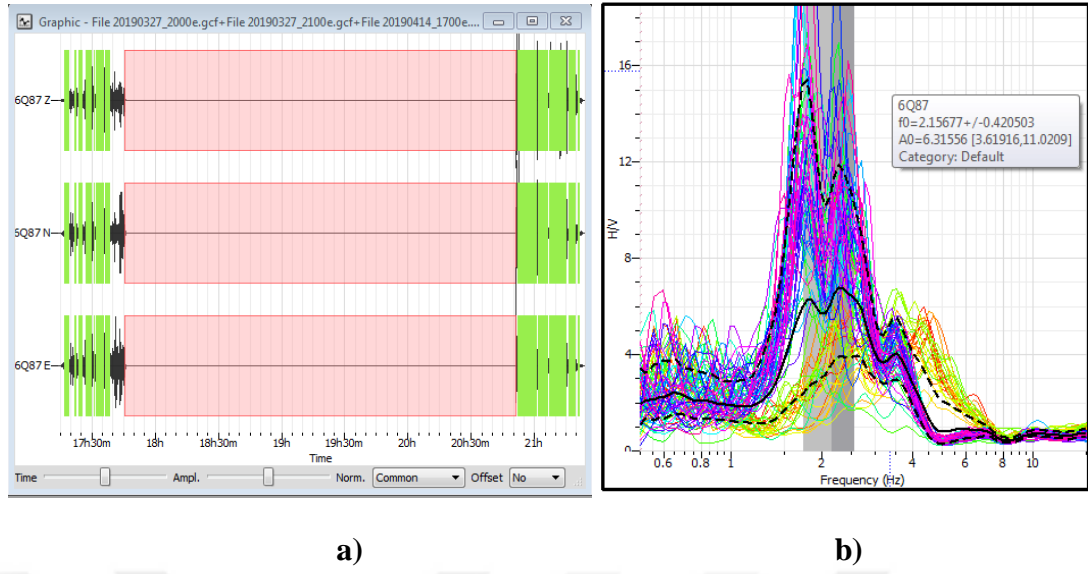 Graphic - File 20190327_2000e.gcf+File 20190327_2100e.gcf+File 20190414_1700e....
6Q87 Z
5Q87 N
6Q87 E
17h30m 18h 18h30m 19h 19h30m 20h 20h30m 21h
Time
Time Ampl. Norm. Common Offset No
16
12
8
4
0
H/V
6Q87
f0=2.15677+/-0.420503
A0=6.31556 [3.61916,11.0209]
Category: Default
0.6 0.8 1 2 4 6 8 10
Frequency (Hz)
a) b)